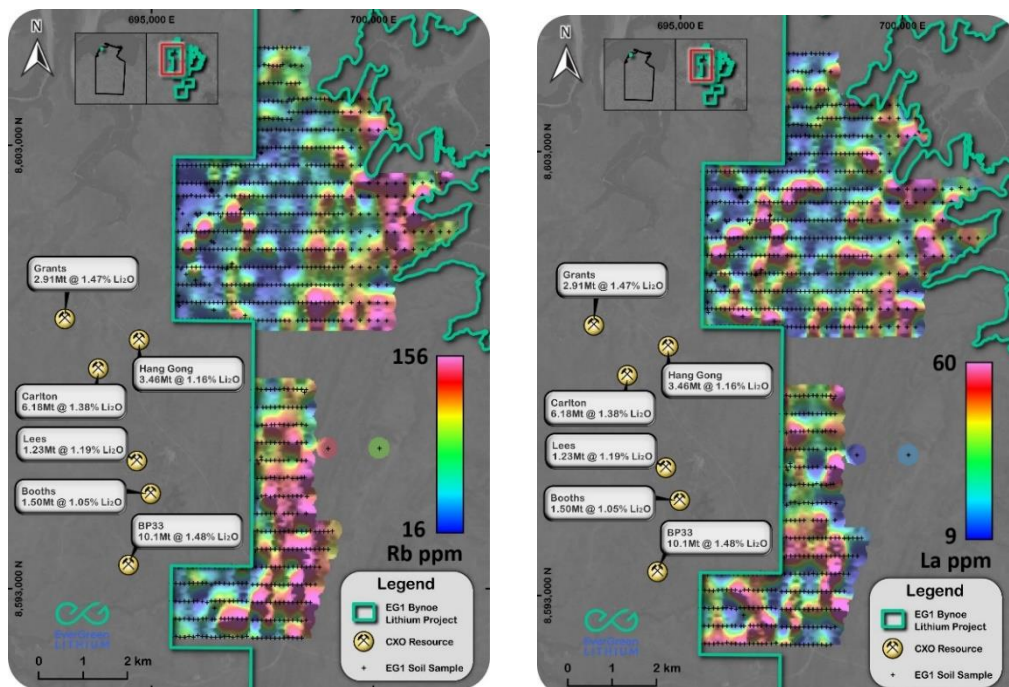 695,000 E
700,000 E
N
8,603,000 N
Grants
2.91Mt @ 1.47% Li₂O
Hang Gong
3.46Mt @ 1.16% Li₂O
Carlton
6.18Mt @ 1.38% Li₂O
Lees
1.23Mt @ 1.19% Li₂O
Booths
1.50Mt @ 1.05% Li₂O
BP33
10.1Mt @ 1.48% Li₂O
156
16
Rb ppm
8,593,000 N
EverGreen
LITHIUM
0 1 2 km
Legend
EG1 Bynoe
Lithium Project
CXO Resource
EG1 Soil Sample
695,000 E
700,000 E
N
8,603,000 N
Grants
2.91Mt @ 1.47% Li₂O
Hang Gong
3.46Mt @ 1.16% Li₂O
Carlton
6.18Mt @ 1.38% Li₂O
Lees
1.23Mt @ 1.19% Li₂O
Booths
1.50Mt @ 1.05% Li₂O
BP33
10.1Mt @ 1.48% Li₂O
60
9
La ppm
8,593,000 N
EverGreen
LITHIUM
0 1 2 km
Legend
EG1 Bynoe
Lithium Project
CXO Resource
EG1 Soil Sample